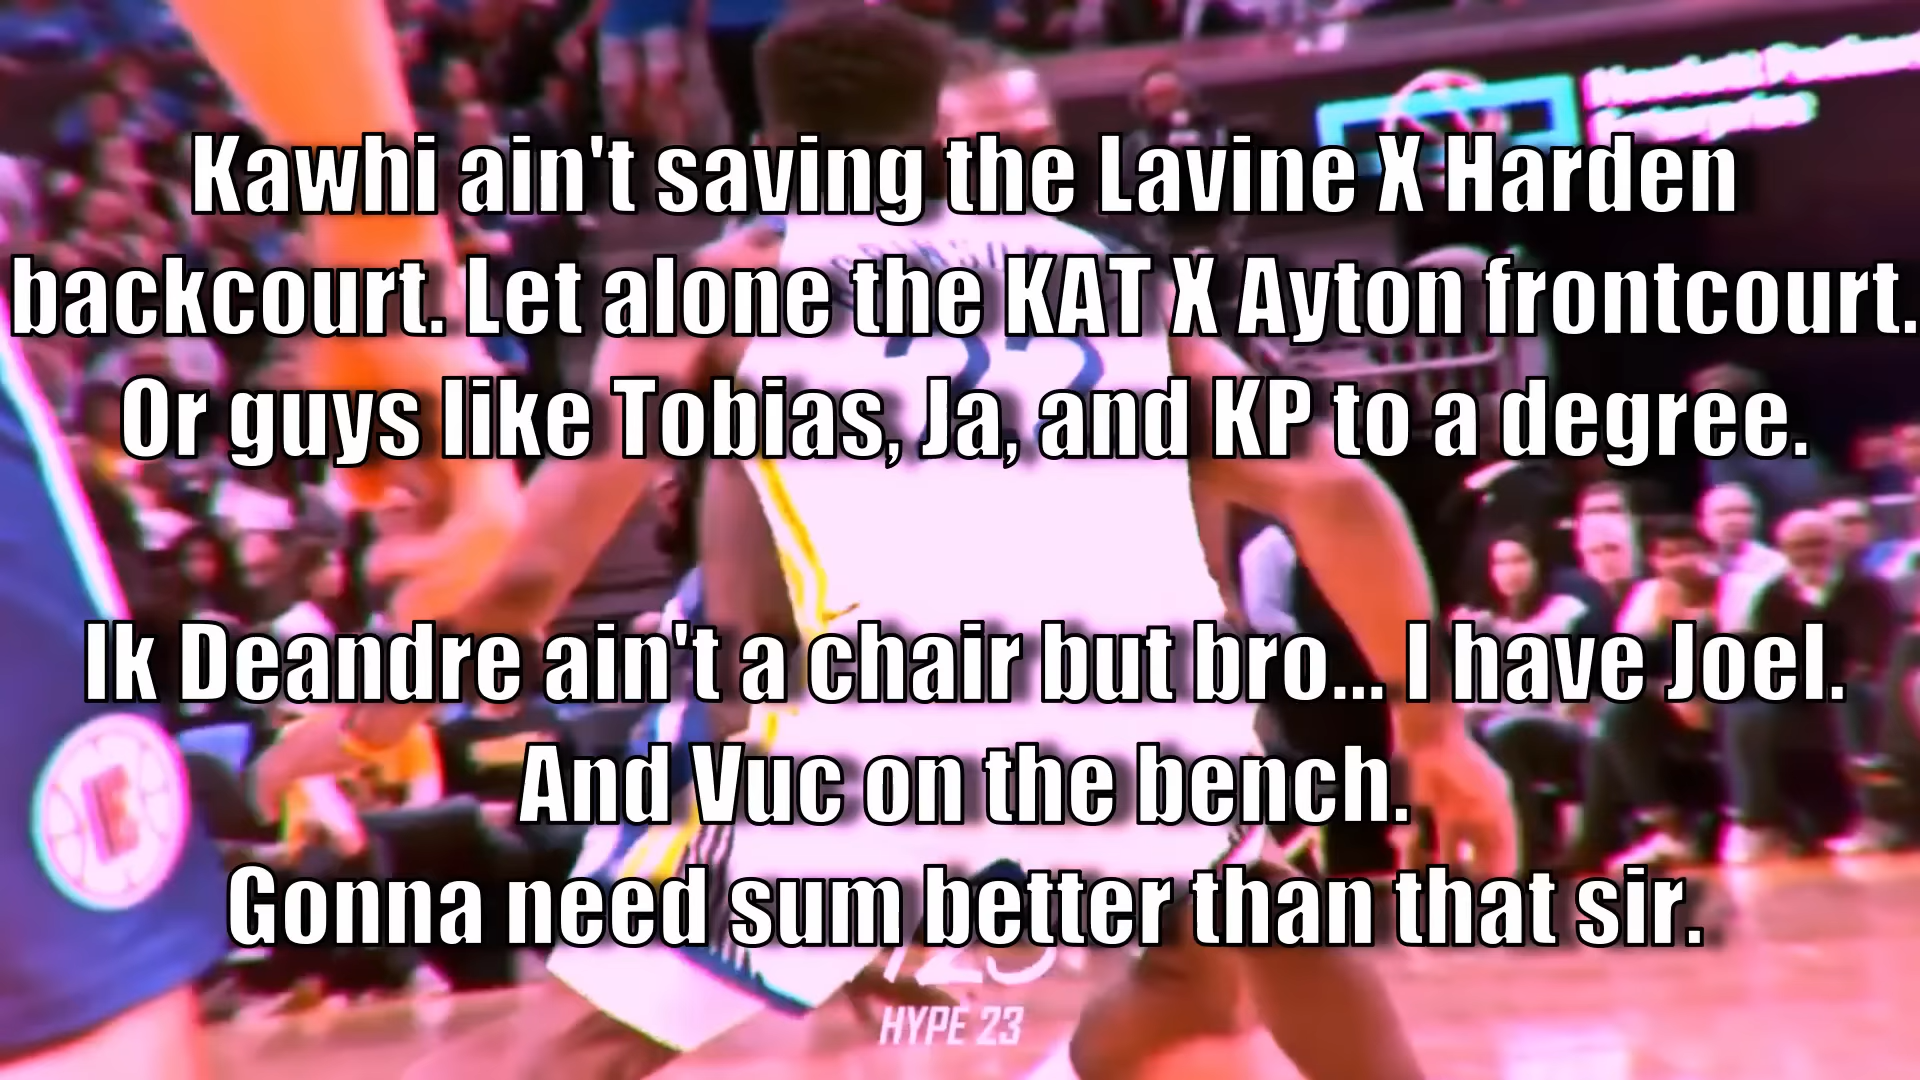 Kawhi ain't saving the Lavine X Harden
backcourt. Let alone the KAT X Ayton frontcourt.
Or guys like Tobias, Ja, and KP to a degree.
Ik Deandre ain't a chair but bro... I have Joel.
And Vuc on the bench.
Gonna need sum better than that sir.
HYPE 23